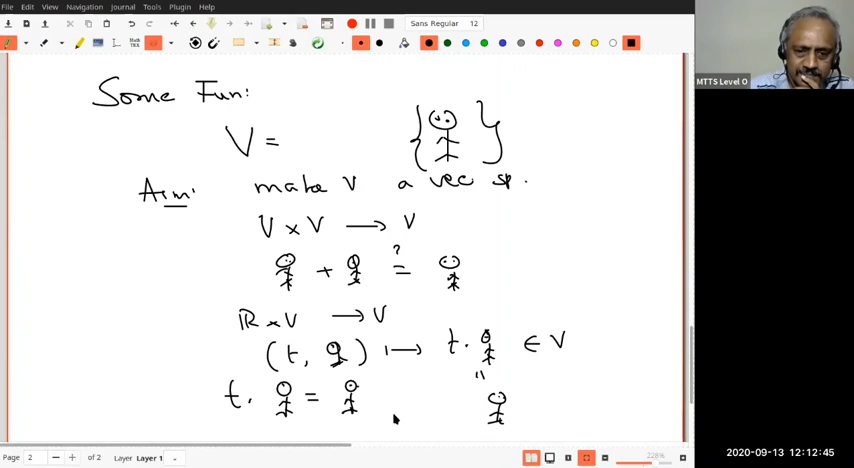 File Edit View Navigation Journal Tools Plugin Help
Sans Regular 12
Some Fun:
V = { }
Aim: make V a vec sp.
V × V → V
+ ?=
ℝ × V → V
(t, ) ↦ t. ∈ V
"
t. =
MTTS Level O
Page 2 of 2 Layer Layer 1 228%
2020-09-13 12:12:45